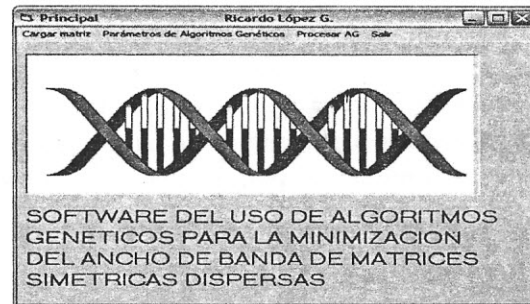 Principal Ricardo López G.
Cargar matriz Parámetros de Algoritmos Genéticos Procesar AG Salir
SOFTWARE DEL USO DE ALGORITMOS
GENETICOS PARA LA MINIMIZACION
DEL ANCHO DE BANDA DE MATRICES
SIMETRICAS DISPERSAS